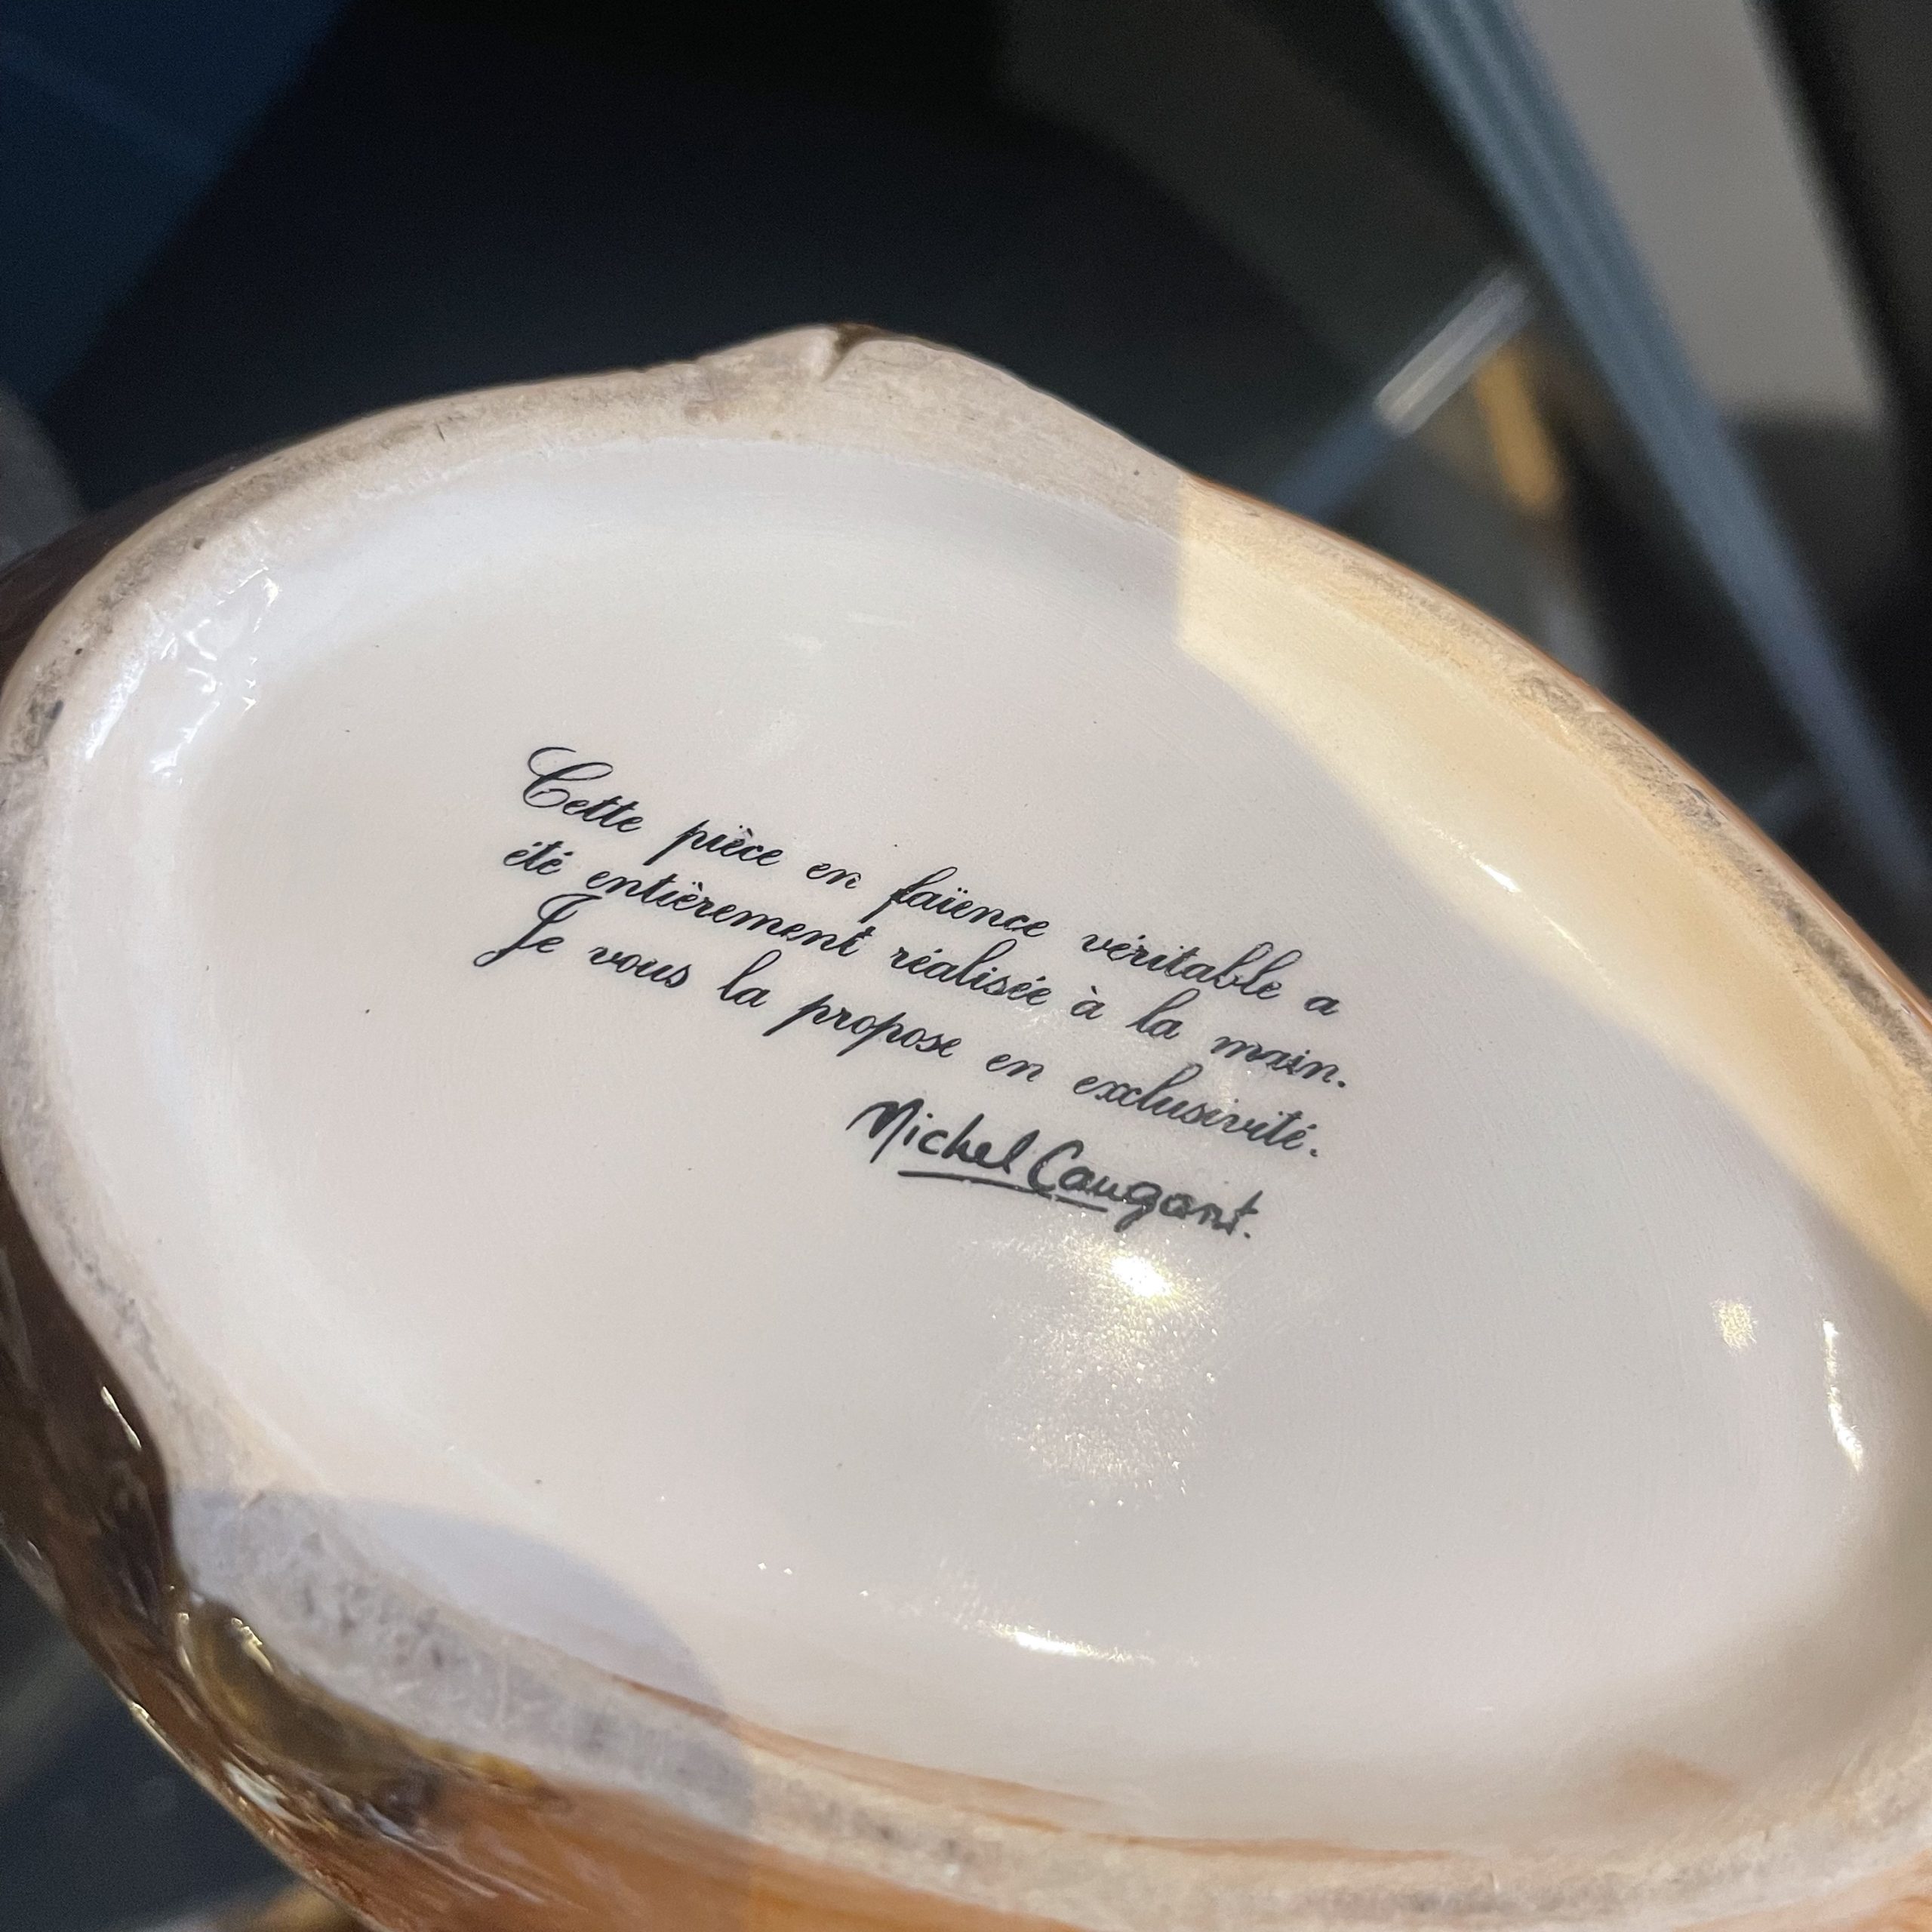 Cette pièce en faïence véritable a
été entièrement réalisée à la main.
Je vous la propose en exclusivité.
Michel Caugant.